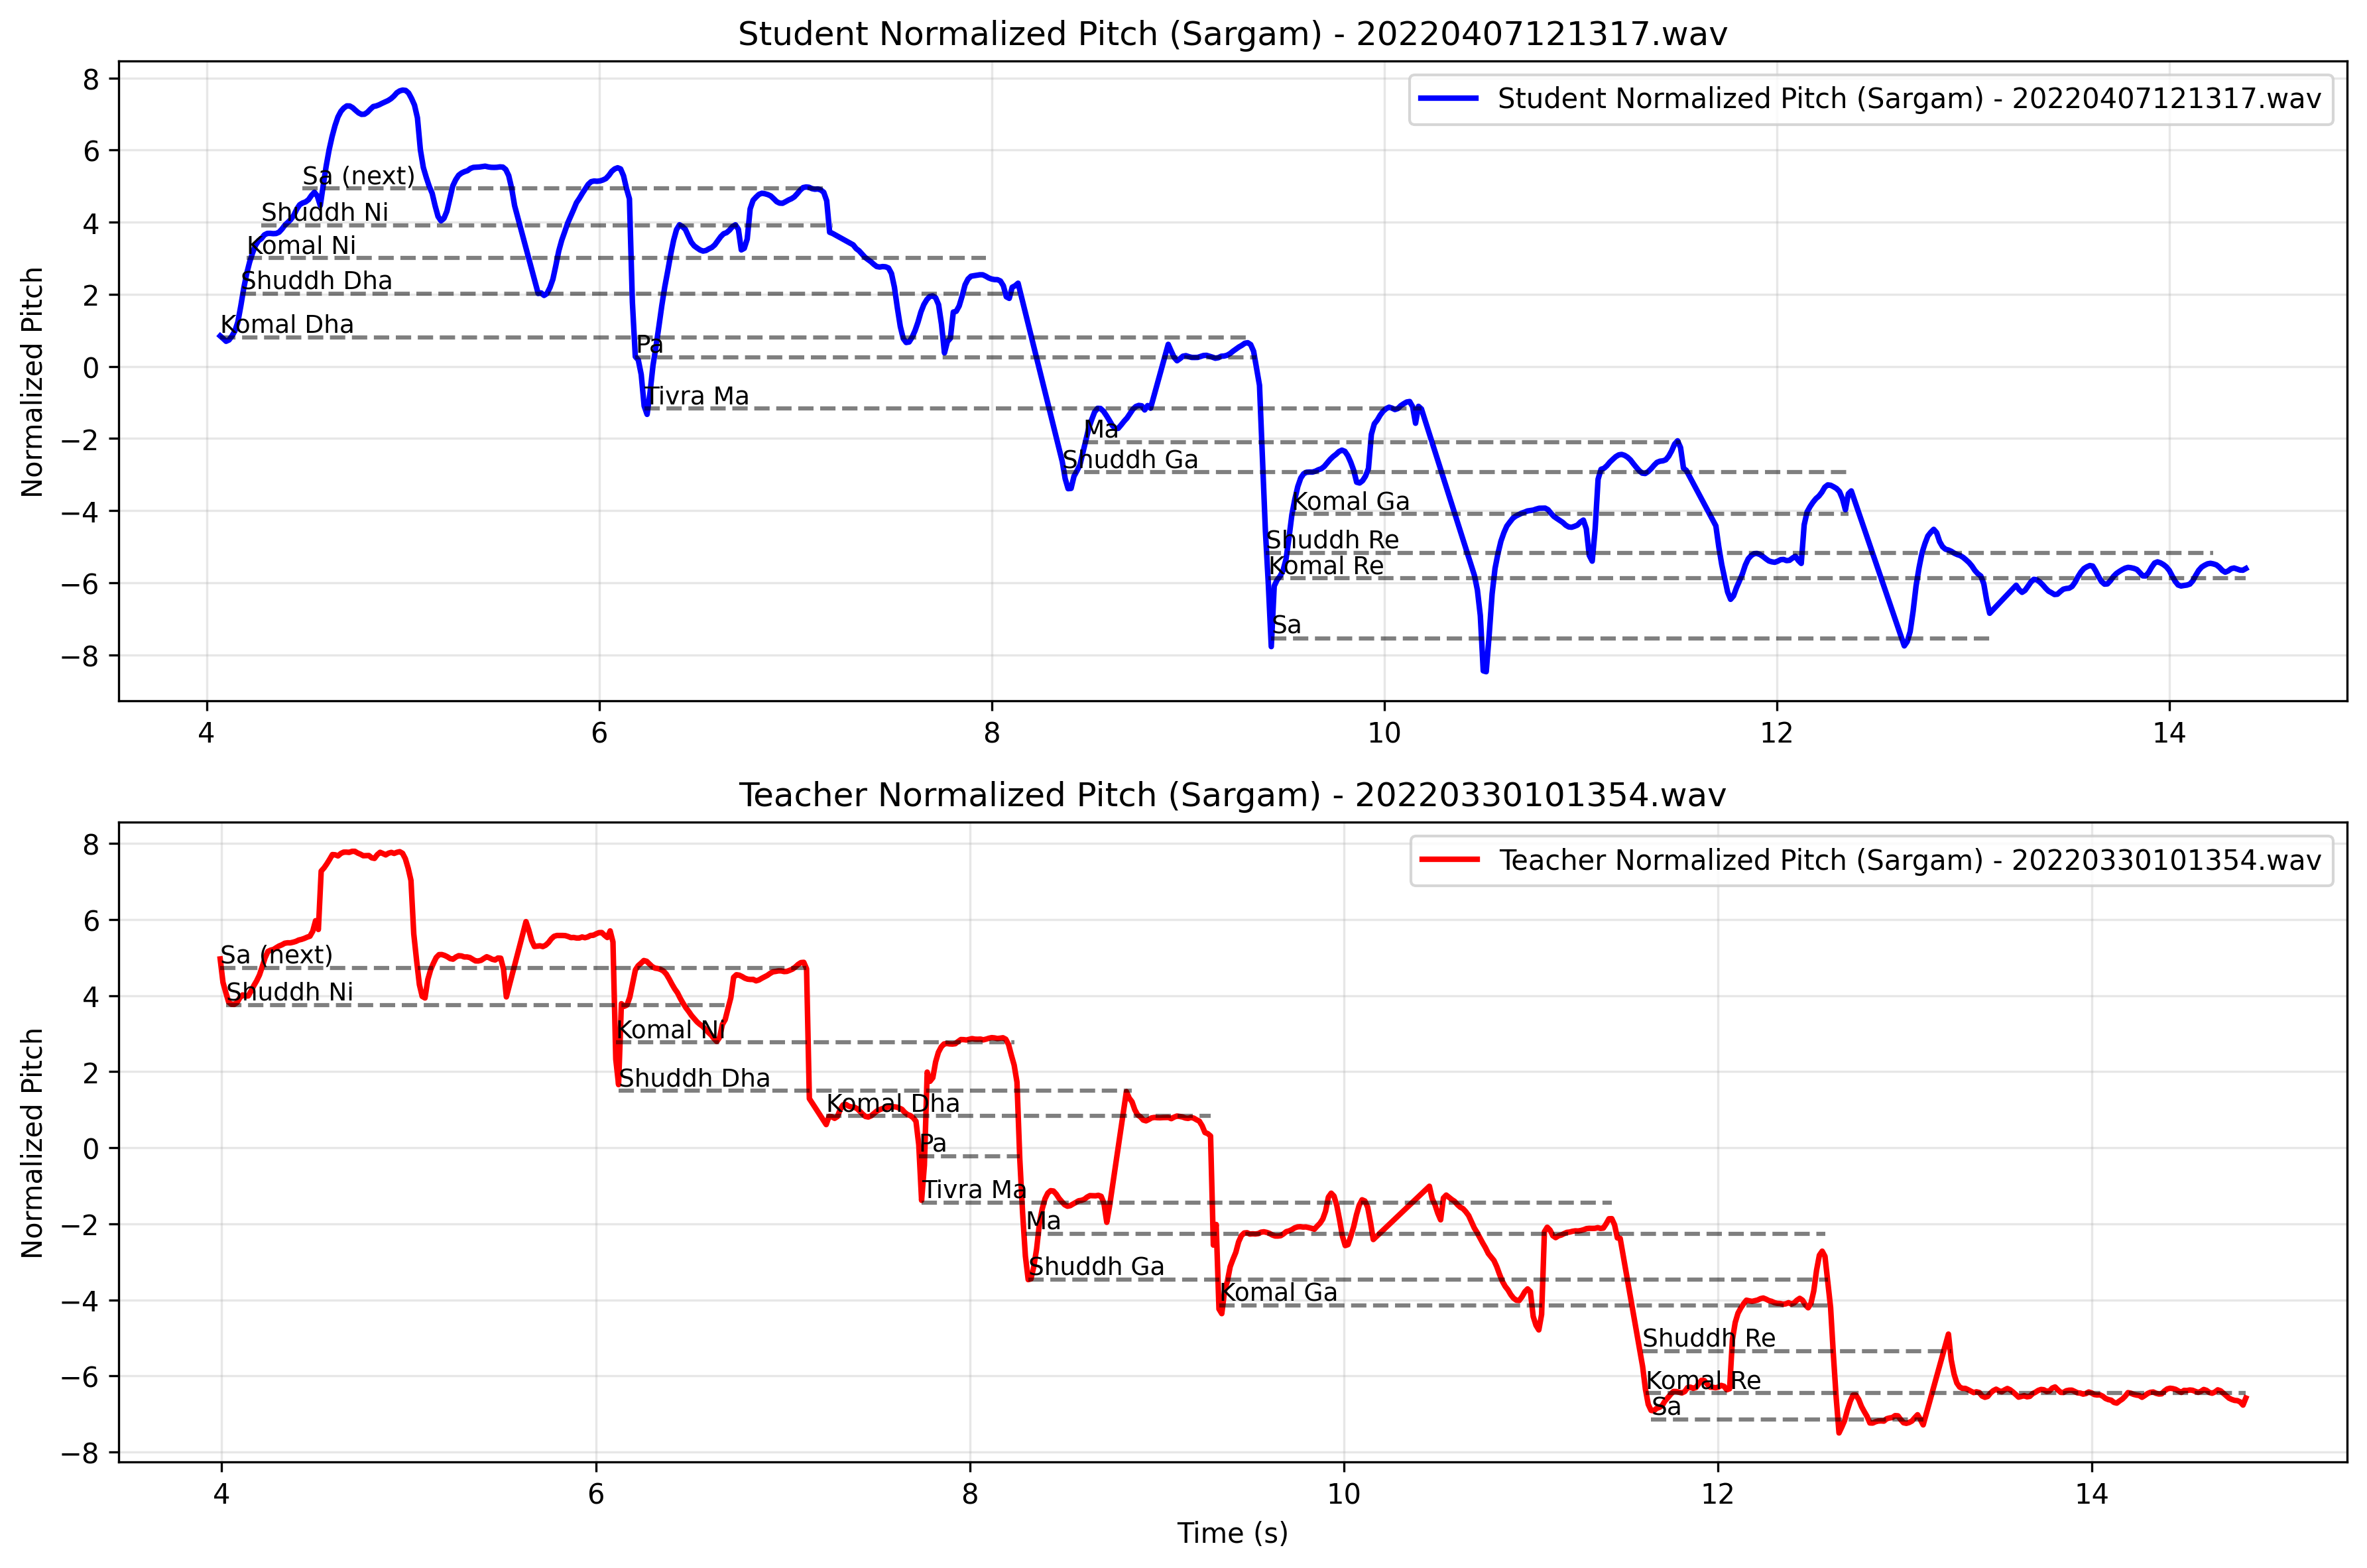 Student Normalized Pitch (Sargam) - 20220407121317.wav
Student Normalized Pitch (Sargam) - 20220407121317.wav
Normalized Pitch
8
6
4
2
0
−2
−4
−6
−8
Sa (next)
Shuddh Ni
Komal Ni
Shuddh Dha
Komal Dha
Pa
Tivra Ma
Ma
Shuddh Ga
Komal Ga
Shuddh Re
Komal Re
Sa
4 6 8 10 12 14
Teacher Normalized Pitch (Sargam) - 20220330101354.wav
Teacher Normalized Pitch (Sargam) - 20220330101354.wav
Normalized Pitch
8
6
4
2
0
−2
−4
−6
−8
Sa (next)
Shuddh Ni
Komal Ni
Shuddh Dha
Komal Dha
Pa
Tivra Ma
Ma
Shuddh Ga
Komal Ga
Shuddh Re
Komal Re
Sa
4 6 8 10 12 14
Time (s)